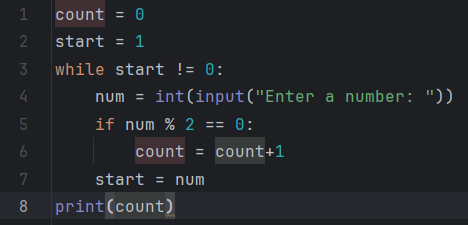 1 count = 0
2 start = 1
3 while start != 0:
4     num = int(input("Enter a number: "))
5     if num % 2 == 0:
6         count = count+1
7     start = num
8 print(count)